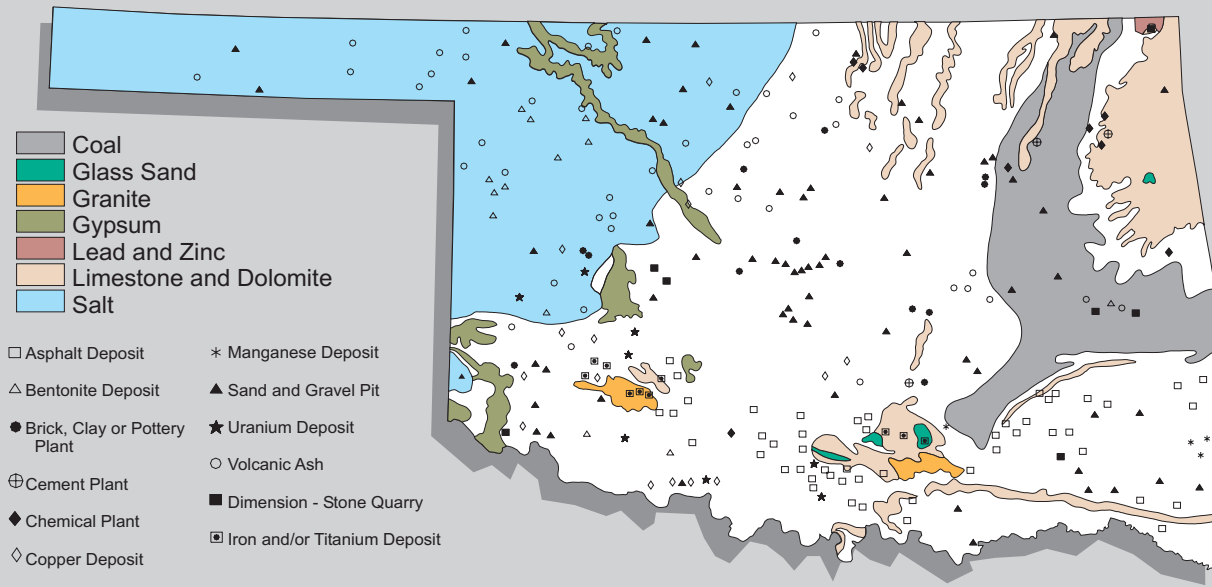 Coal
Glass Sand
Granite
Gypsum
Lead and Zinc
Limestone and Dolomite
Salt
Asphalt Deposit
Bentonite Deposit
Brick, Clay or Pottery
Plant
Cement Plant
Chemical Plant
Copper Deposit
Manganese Deposit
Sand and Gravel Pit
Uranium Deposit
Volcanic Ash
Dimension - Stone Quarry
Iron and/or Titanium Deposit